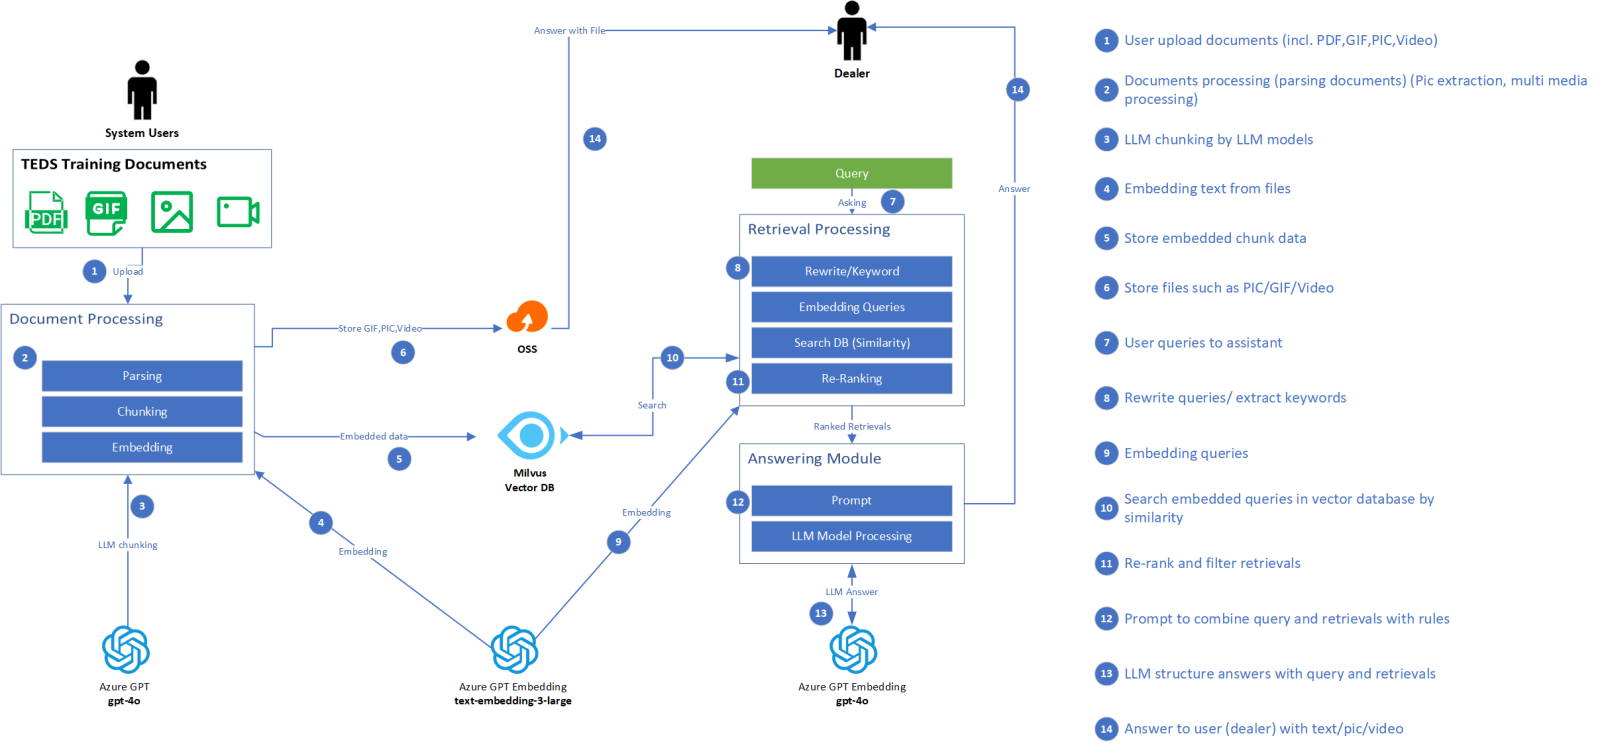 Answer with File
Dealer
System Users
TEDS Training Documents
PDF
GIF
1
Upload
Document Processing
2
Parsing
Chunking
Embedding
Store GIF,PIC,Video
6
OSS
14
Embedded data
5
Milvus
Vector DB
Search
10
3
LLM chunking
4
Embedding
9
Embedding
Azure GPT
gpt-4o
Azure GPT Embedding
text-embedding-3-large
Query
Asking
7
Retrieval Processing
8
Rewrite/Keyword
Embedding Queries
Search DB (Similarity)
11
Re-Ranking
Ranked Retrievals
Answering Module
12
Prompt
LLM Model Processing
LLM Answer
13
Azure GPT Embedding
gpt-4o
14
Answer
1 User upload documents (incl. PDF,GIF,PIC,Video)
2 Documents processing (parsing documents) (Pic extraction, multi media
processing)
3 LLM chunking by LLM models
4 Embedding text from files
5 Store embedded chunk data
6 Store files such as PIC/GIF/Video
7 User queries to assistant
8 Rewrite queries/ extract keywords
9 Embedding queries
10 Search embedded queries in vector database by
similarity
11 Re-rank and filter retrievals
12 Prompt to combine query and retrievals with rules
13 LLM structure answers with query and retrievals
14 Answer to user (dealer) with text/pic/video